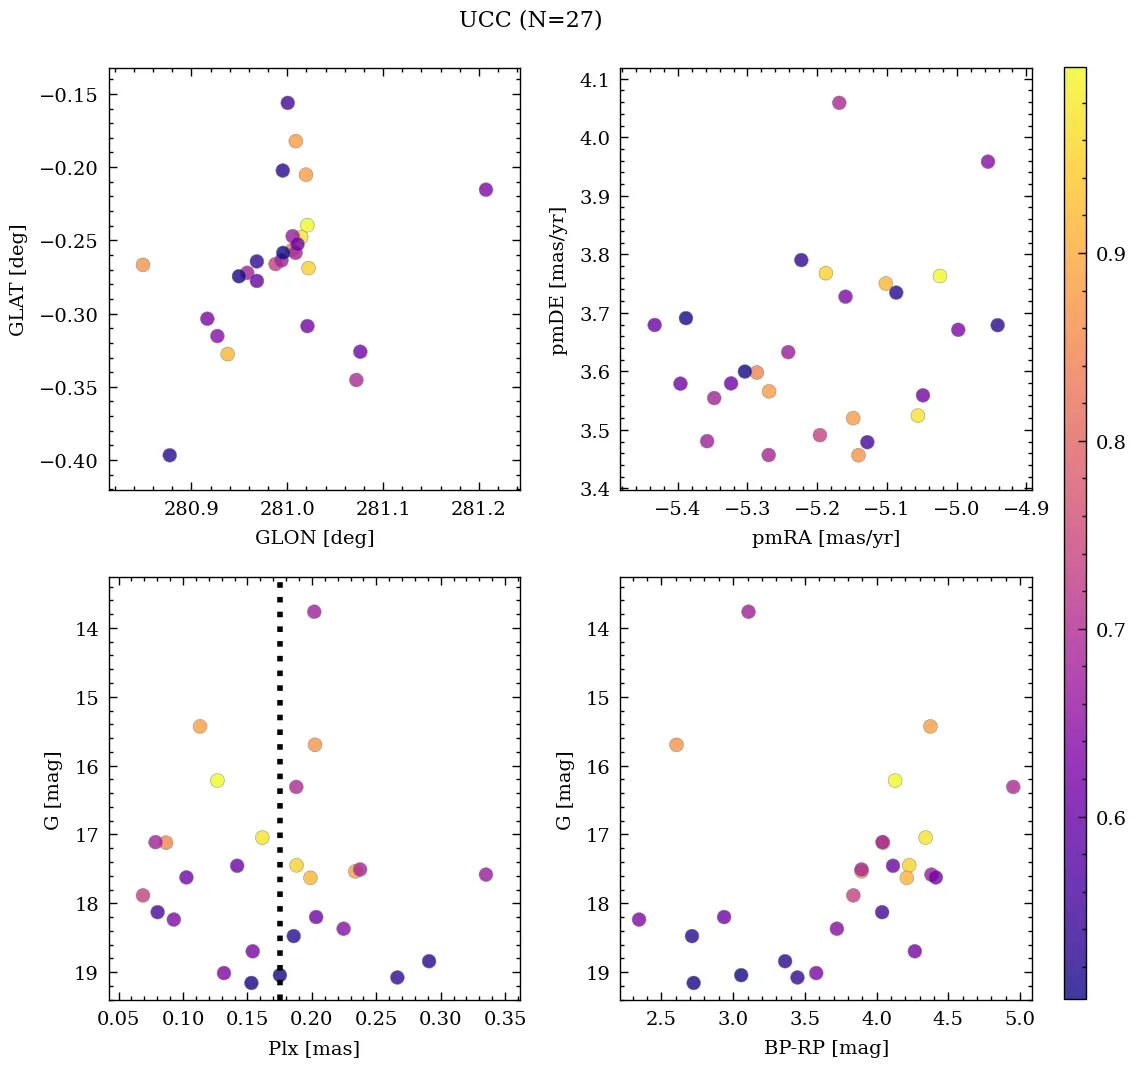 UCC (N=27)
−0.15
−0.20
−0.25
−0.30
−0.35
−0.40
GLAT [deg]
280.9 281.0 281.1 281.2
GLON [deg]
4.1
4.0
3.9
3.8
3.7
3.6
3.5
3.4
pmDE [mas/yr]
−5.4 −5.3 −5.2 −5.1 −5.0 −4.9
pmRA [mas/yr]
14
15
16
17
18
19
G [mag]
0.05 0.10 0.15 0.20 0.25 0.30 0.35
Plx [mas]
14
15
16
17
18
19
G [mag]
2.5 3.0 3.5 4.0 4.5 5.0
BP-RP [mag]
0.9
0.8
0.7
0.6